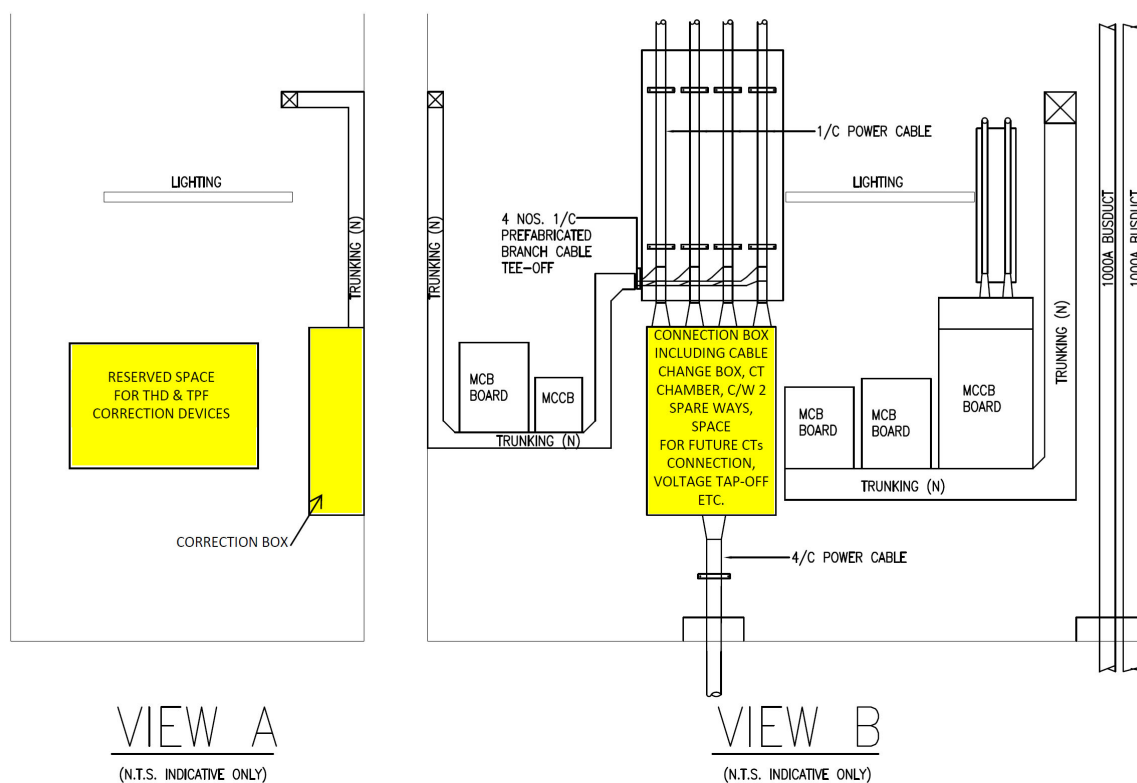 LIGHTING
TRUNKING (N)
RESERVED SPACE
FOR THD & TPF
CORRECTION DEVICES
CORRECTION BOX
VIEW A
(N.T.S. INDICATIVE ONLY)
1/C POWER CABLE
LIGHTING
4 NOS. 1/C
PREFABRICATED
BRANCH CABLE
TEE-OFF
TRUNKING (N)
MCB
BOARD
MCCB
TRUNKING (N)
CONNECTION BOX
INCLUDING CABLE
CHANGE BOX, CT
CHAMBER, C/W 2
SPARE WAYS,
SPACE
FOR FUTURE CTs
CONNECTION,
VOLTAGE TAP-OFF
ETC.
MCB
BOARD
MCB
BOARD
MCCB
BOARD
TRUNKING (N)
TRUNKING (N)
1000A BUSDUCT
1000A BUSDUCT
4/C POWER CABLE
VIEW B
(N.T.S. INDICATIVE ONLY)